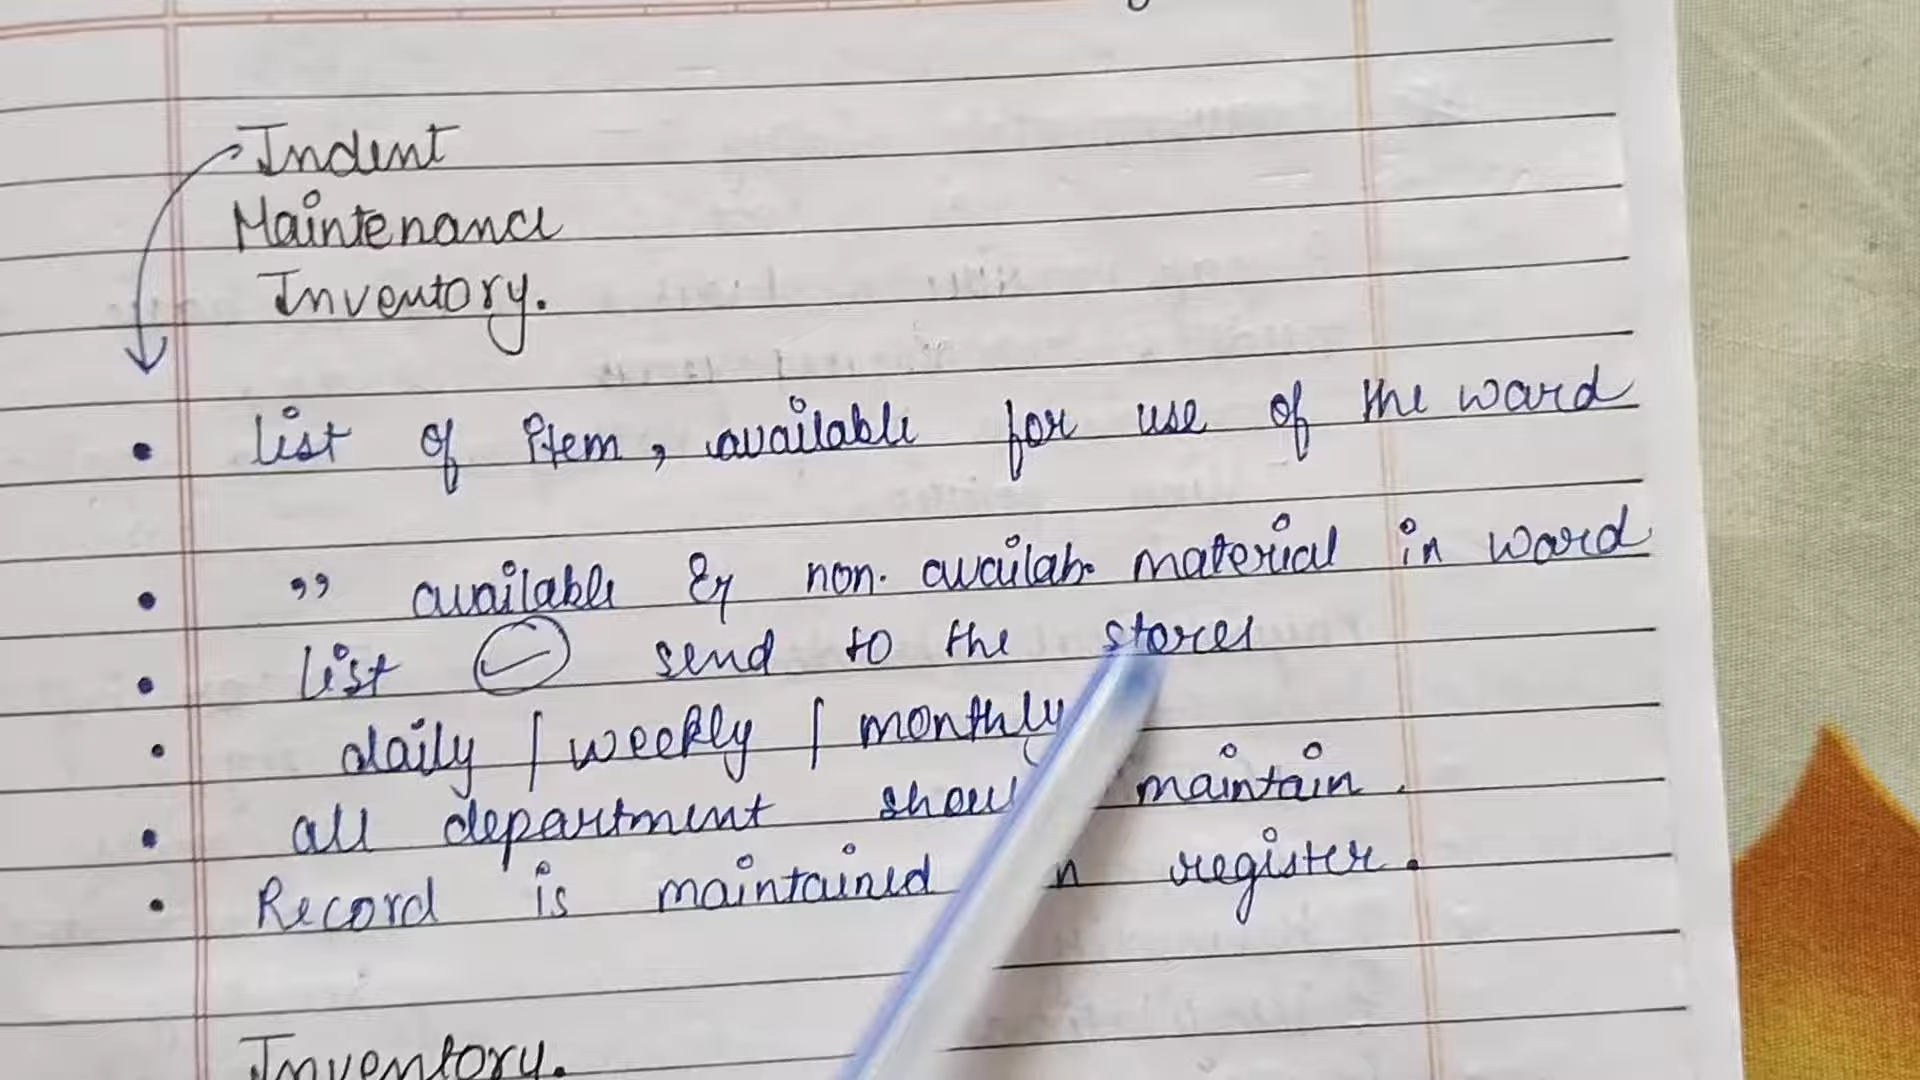 Indent
Maintenance
Inventory.
• list of item, available for use of the ward
• ,, available & non. availab. material in ward
• list send to the stores
• daily / weekly / monthly
• all department maintain.
• Record is maintained register.
Inventory.